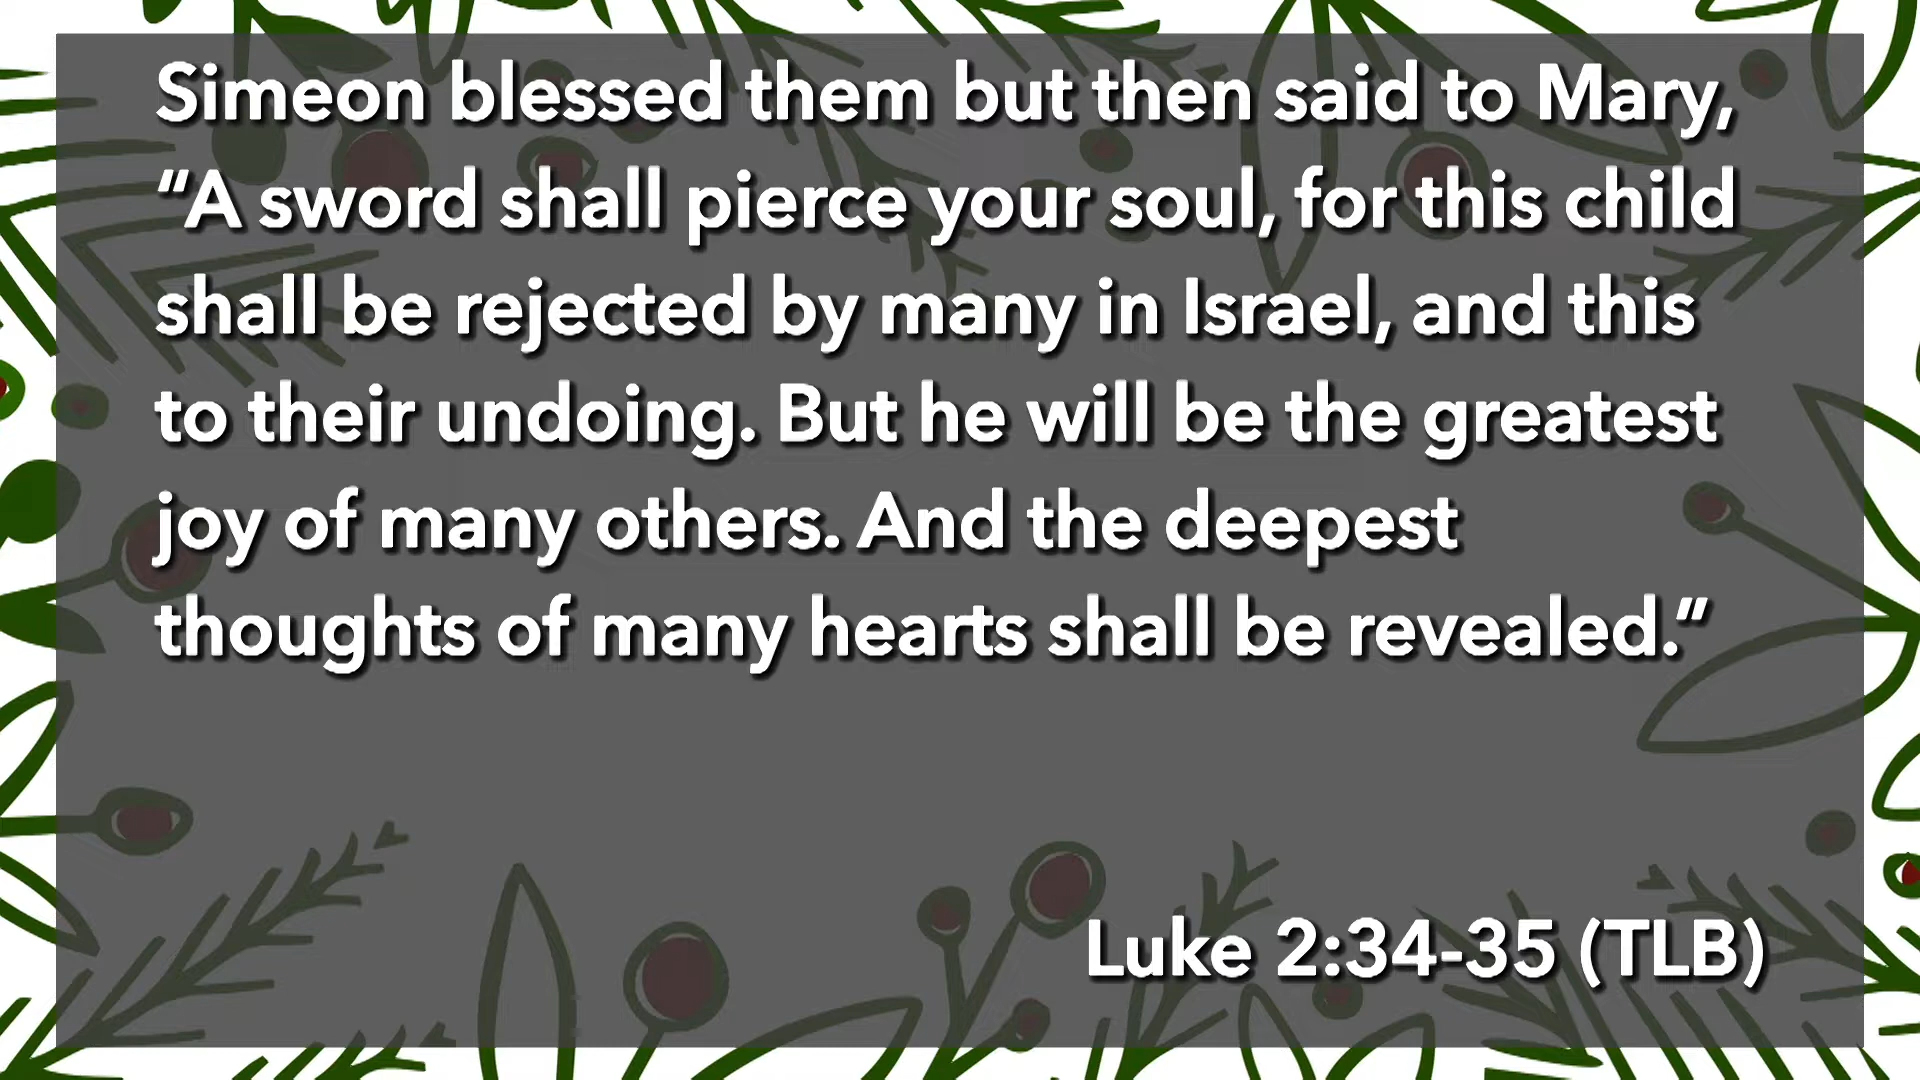 Simeon blessed them but then said to Mary,
“A sword shall pierce your soul, for this child
shall be rejected by many in Israel, and this
to their undoing. But he will be the greatest
joy of many others. And the deepest
thoughts of many hearts shall be revealed.”
Luke 2:34-35 (TLB)